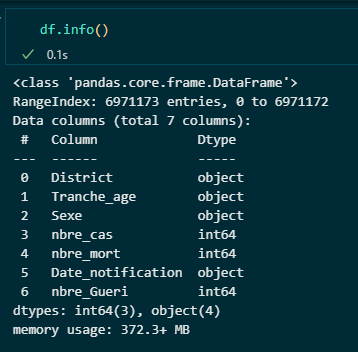 df.info()
✓ 0.1s
<class 'pandas.core.frame.DataFrame'>
RangeIndex: 6971173 entries, 0 to 6971172
Data columns (total 7 columns):
 #   Column             Dtype
---  ------             -----
 0   District           object
 1   Tranche_age        object
 2   Sexe               object
 3   nbre_cas           int64
 4   nbre_mort          int64
 5   Date_notification  object
 6   nbre_Gueri         int64
dtypes: int64(3), object(4)
memory usage: 372.3+ MB